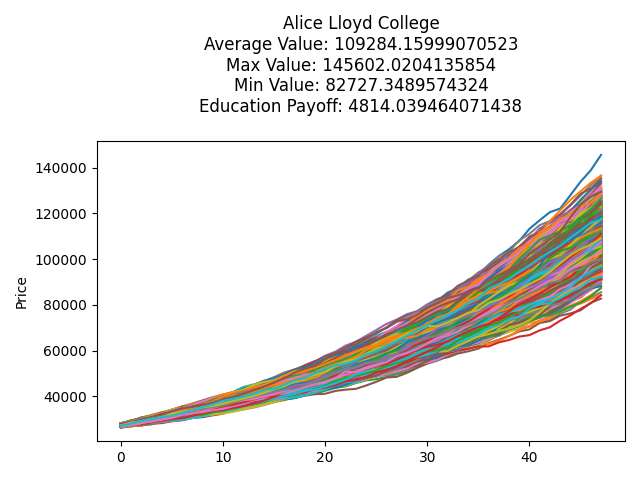 Alice Lloyd College
Average Value: 109284.15999070523
Max Value: 145602.0204135854
Min Value: 82727.3489574324
Education Payoff: 4814.039464071438
140000
120000
100000
80000
60000
40000
Price
0 10 20 30 40